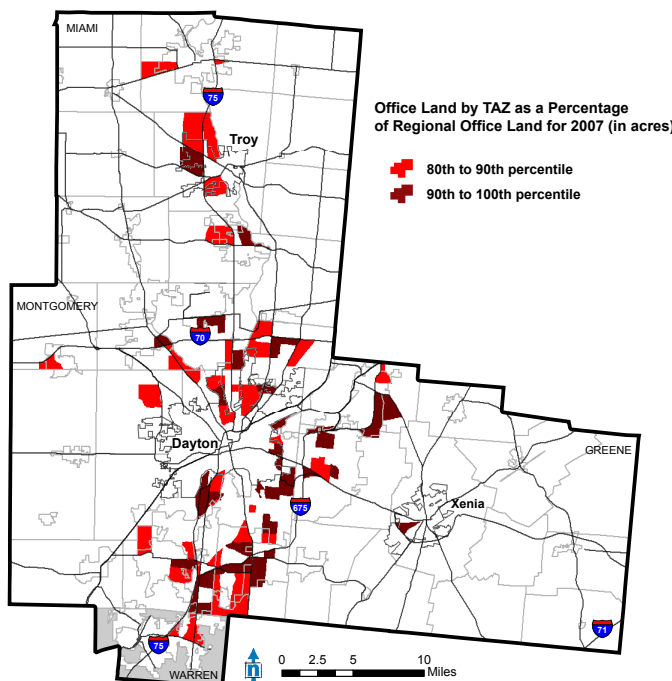 MIAMI
75
Office Land by TAZ as a Percentage
of Regional Office Land for 2007 (in acres)
Troy
80th to 90th percentile
90th to 100th percentile
MONTGOMERY
70
Dayton
GREENE
675
Xenia
71
75
WARREN
n
0 2.5 5 10
Miles